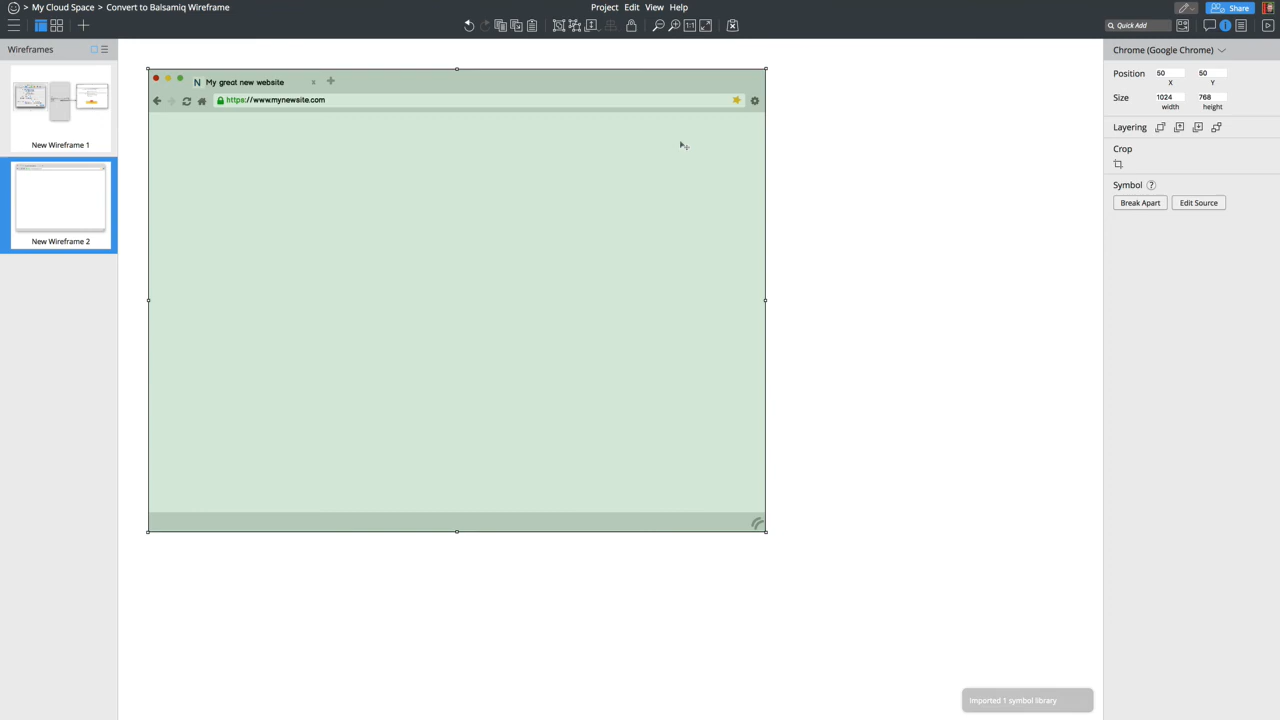 My Cloud Space > Convert to Balsamiq Wireframe
Project Edit View Help
Share
Quick Add
Wireframes
New Wireframe 1
New Wireframe 2
N My great new website x
https://www.mynewsite.com
Chrome (Google Chrome)
Position 50 50
X Y
Size 1024 768
width height
Layering
Crop
Symbol ?
Break Apart Edit Source
Imported 1 symbol library